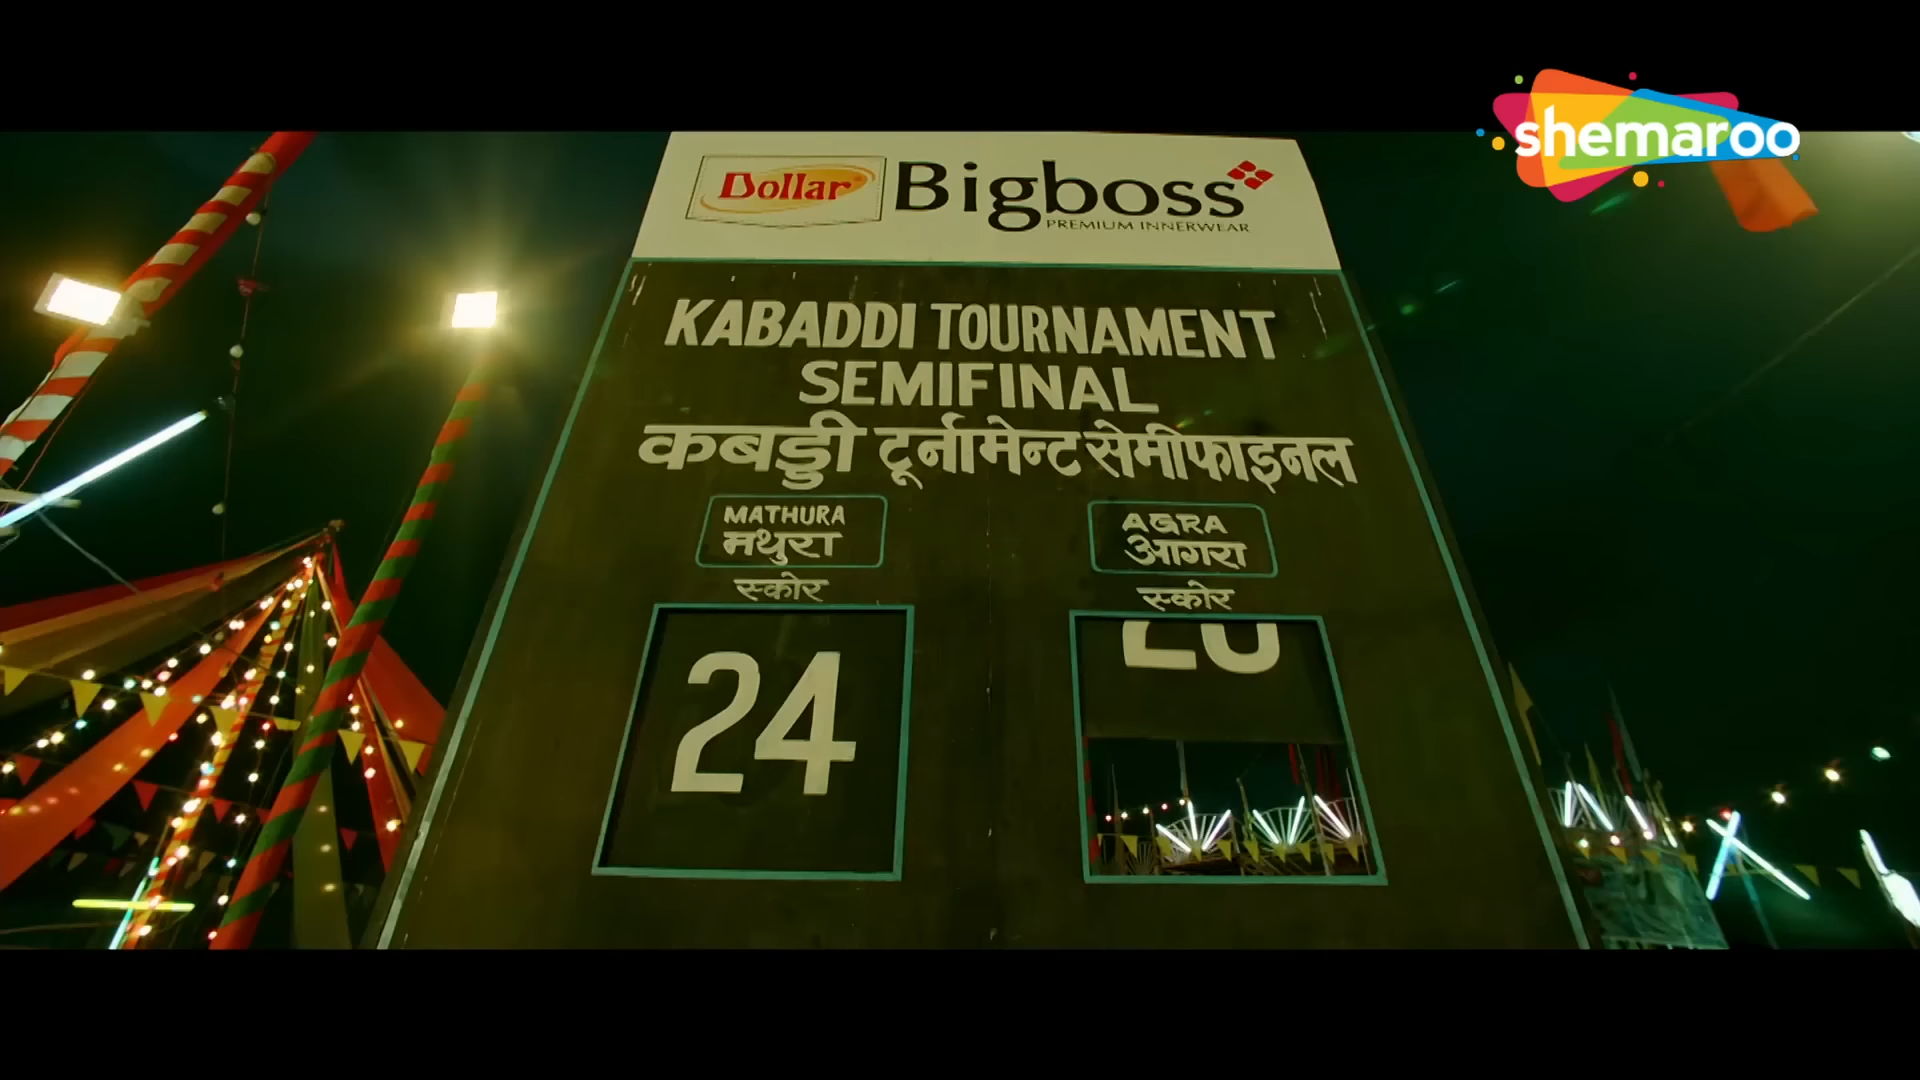 shemaroo
Dollar Bigboss
PREMIUM INNERWEAR
KABADDI TOURNAMENT
SEMIFINAL
कबड्डी टूर्नामेन्ट सेमीफाइनल
MATHURA
मथुरा
स्कोर
24
AGRA
आगरा
स्कोर